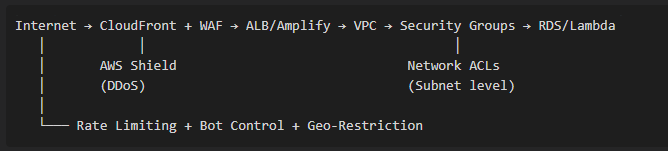 Internet → CloudFront + WAF → ALB/Amplify → VPC → Security Groups → RDS/Lambda
AWS Shield Network ACLs
(DDoS) (Subnet level)
Rate Limiting + Bot Control + Geo-Restriction